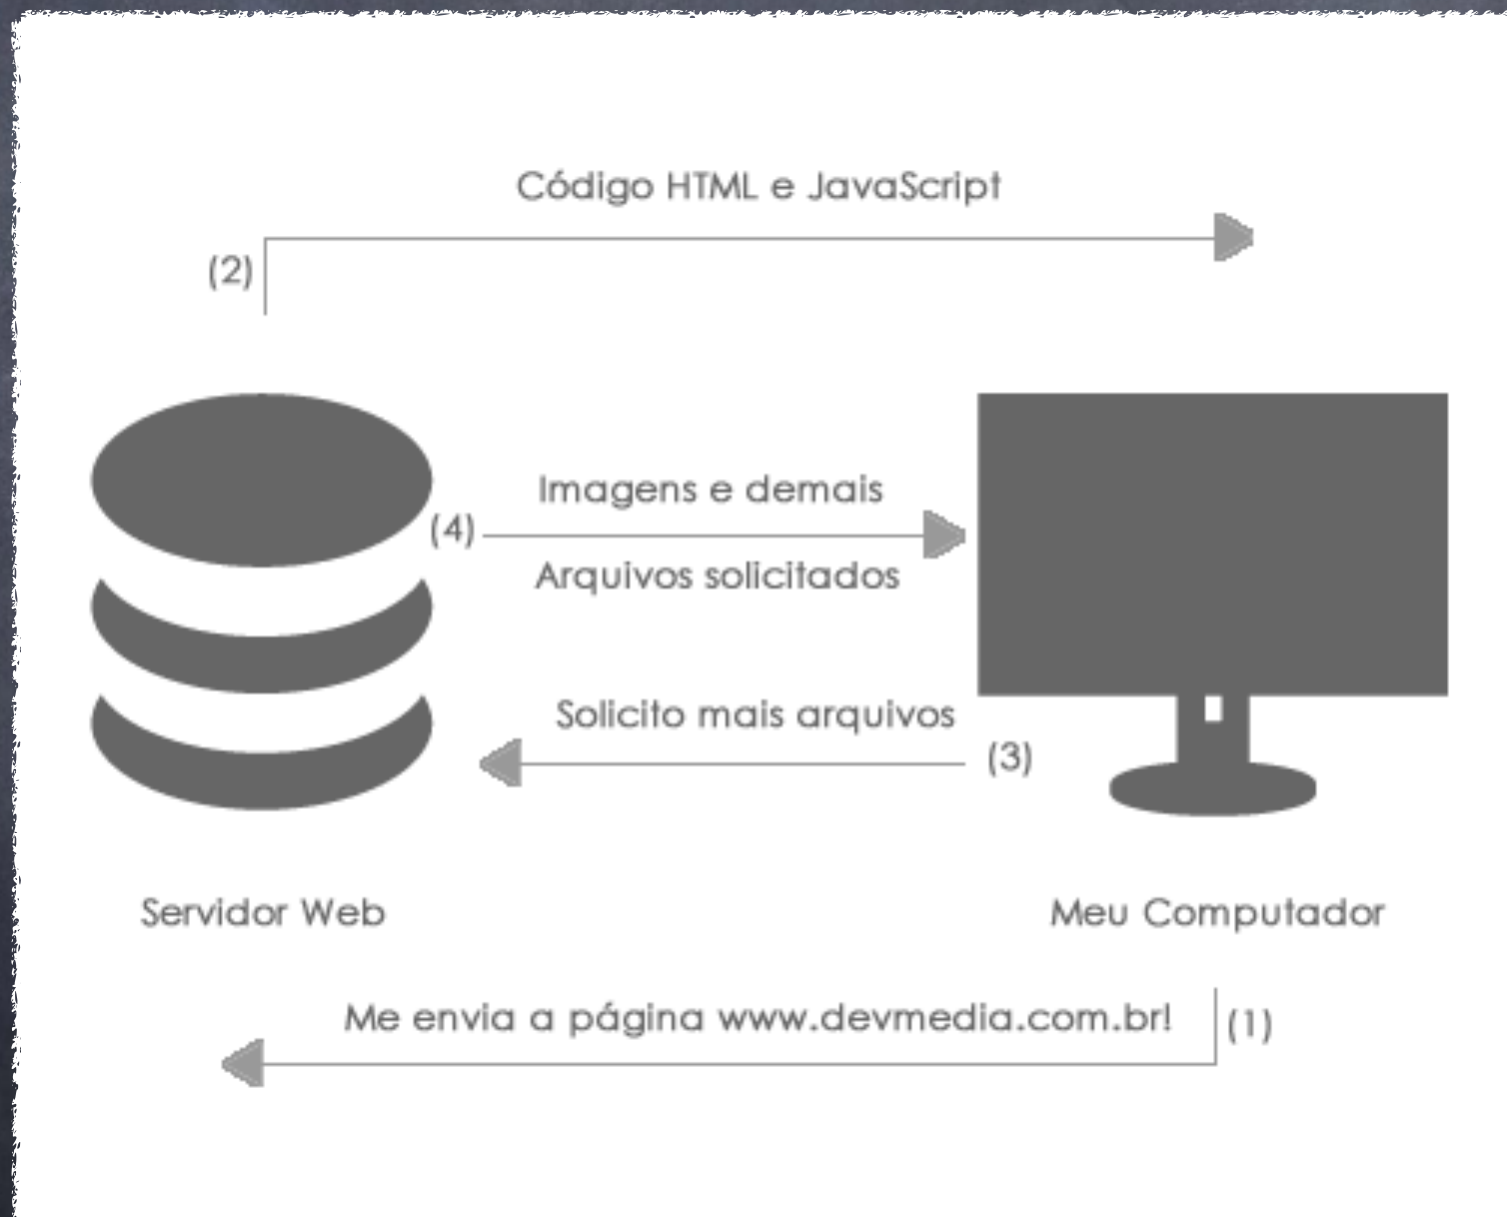 Código HTML e JavaScript
(2)
Imagens e demais
(4)
Arquivos solicitados
Solicito mais arquivos
(3)
Servidor Web
Meu Computador
Me envia a página www.devmedia.com.br!
(1)